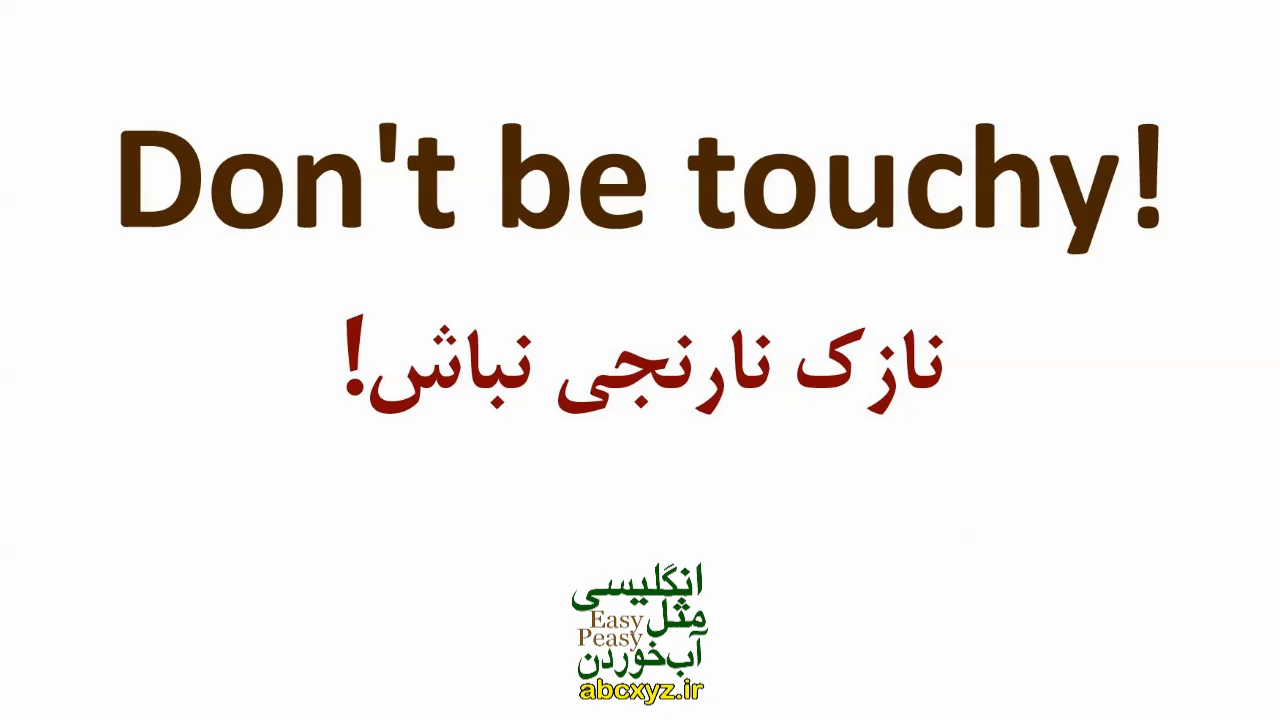 Don't be touchy!
نازک نارنجی نباش!
انگلیسی
مثل Easy
Peasy
آب‌خوردن
abcxyz.ir